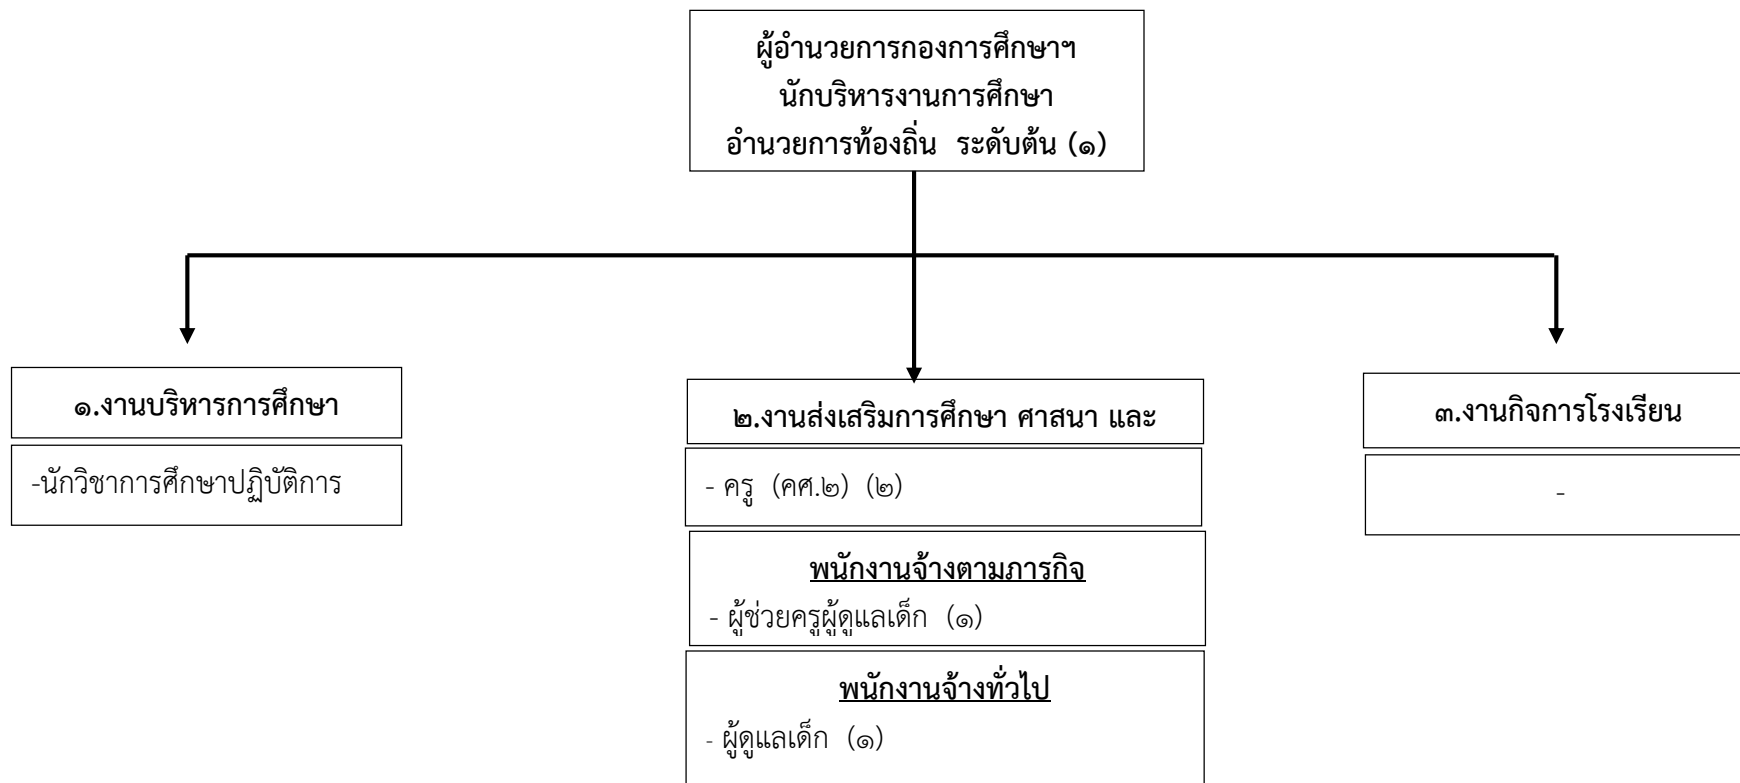 ผู้อำนวยการกองการศึกษาฯ
นักบริหารงานการศึกษา
อำนวยการท้องถิ่น ระดับต้น (๑)
๑.งานบริหารการศึกษา
-นักวิชาการศึกษาปฏิบัติการ
๒.งานส่งเสริมการศึกษา ศาสนา และ
- ครู (คศ.๒) (๒)
พนักงานจ้างตามภารกิจ
- ผู้ช่วยครูผู้ดูแลเด็ก (๑)
พนักงานจ้างทั่วไป
- ผู้ดูแลเด็ก (๑)
๓.งานกิจการโรงเรียน
-